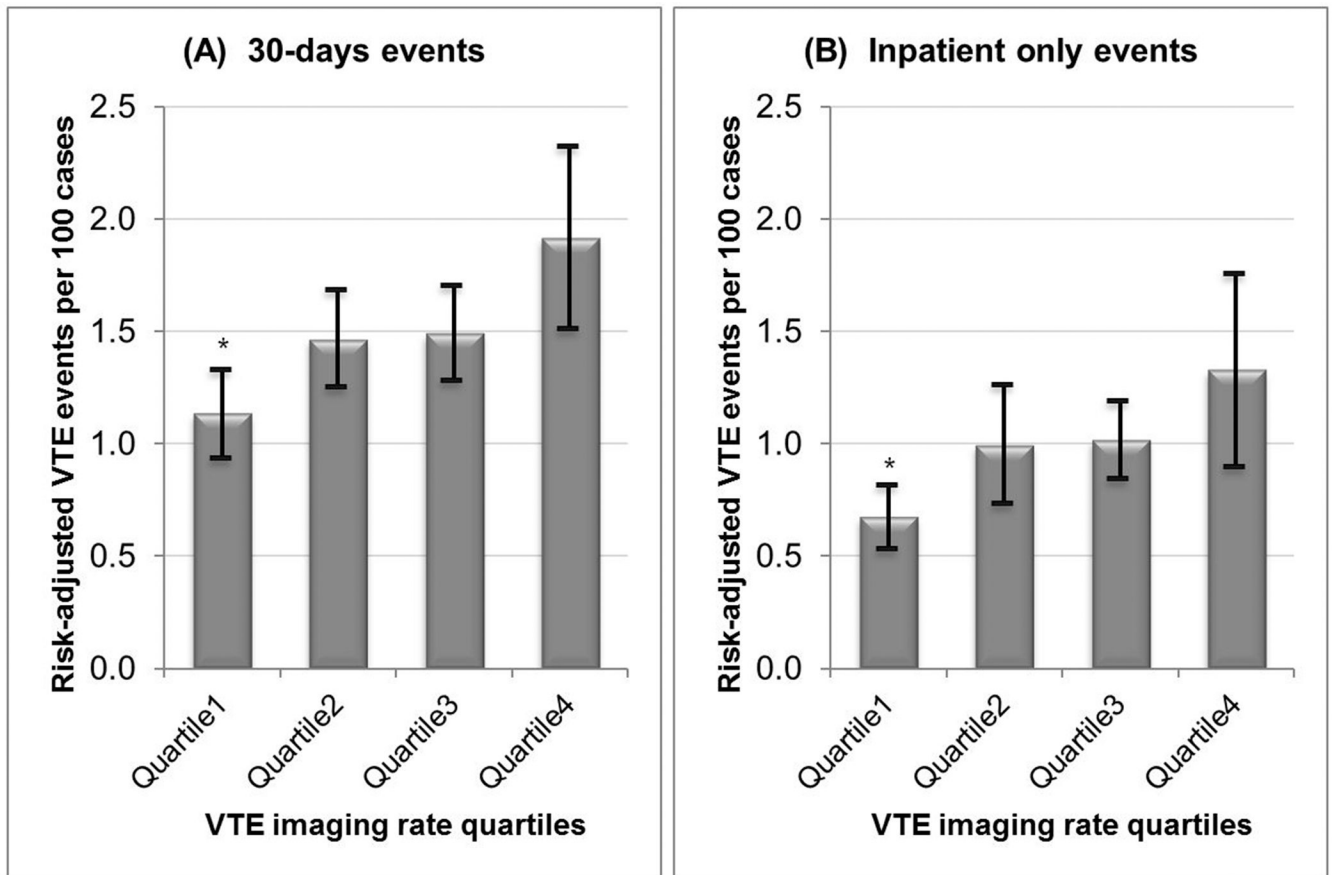 (A) 30-days events
Risk-adjusted VTE events per 100 cases
2.5
2.0
1.5
1.0
0.5
0.0
*
Quartile1
Quartile2
Quartile3
Quartile4
VTE imaging rate quartiles
(B) Inpatient only events
Risk-adjusted VTE events per 100 cases
2.5
2.0
1.5
1.0
0.5
0.0
*
Quartile1
Quartile2
Quartile3
Quartile4
VTE imaging rate quartiles